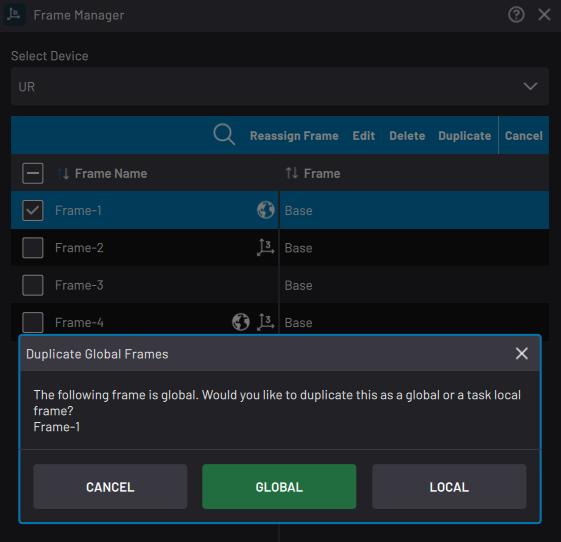 Frame Manager
Select Device
UR
Reassign Frame Edit Delete Duplicate Cancel
Frame Name Frame
Frame-1 Base
Frame-2 3 Base
Frame-3 Base
Frame-4 3 Base
Duplicate Global Frames
The following frame is global. Would you like to duplicate this as a global or a task local
frame?
Frame-1
CANCEL GLOBAL LOCAL